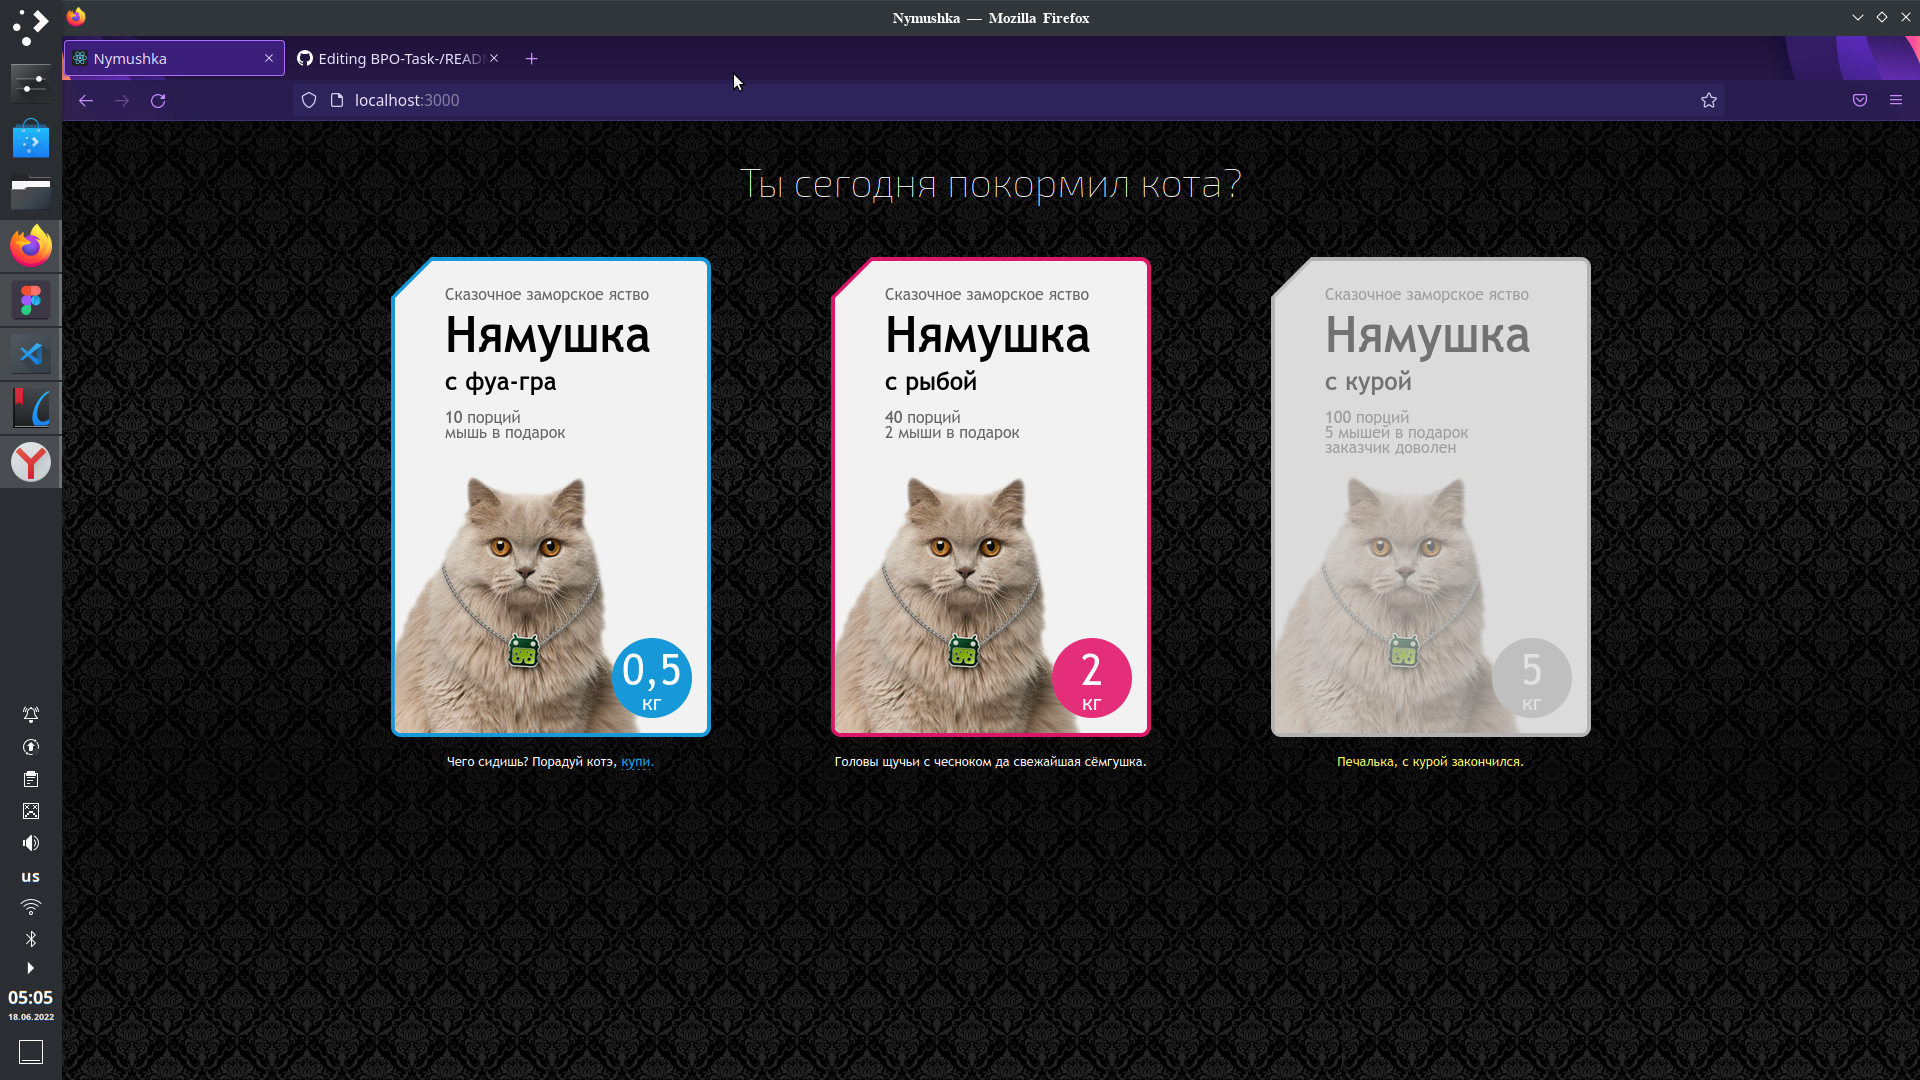 Nymushka — Mozilla Firefox
Nymushka
Editing BPO-Task-/READ
localhost:3000
Ты сегодня покормил кота?
Сказочное заморское яство
Нямушка
с фуа-гра
10 порций
мышь в подарок
0,5
кг
Чего сидишь? Порадуй котэ, купи.
Сказочное заморское яство
Нямушка
с рыбой
40 порций
2 мыши в подарок
2
кг
Головы щучьи с чесноком да свежайшая сёмгушка.
Сказочное заморское яство
Нямушка
с курой
100 порций
5 мышей в подарок
заказчик доволен
5
кг
Печалька, с курой закончился.
us
05:05
18.06.2022